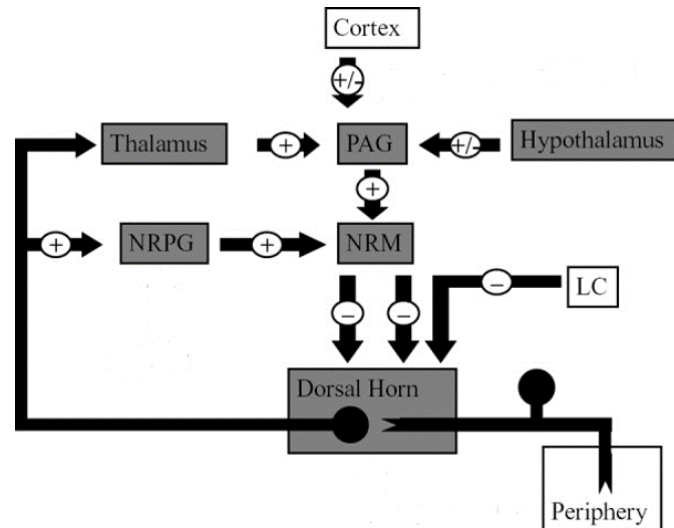 Cortex
+/-
Thalamus
+
PAG
+/-
Hypothalamus
+
+
NRPG
+
NRM
–
–
–
LC
Dorsal Horn
Periphery